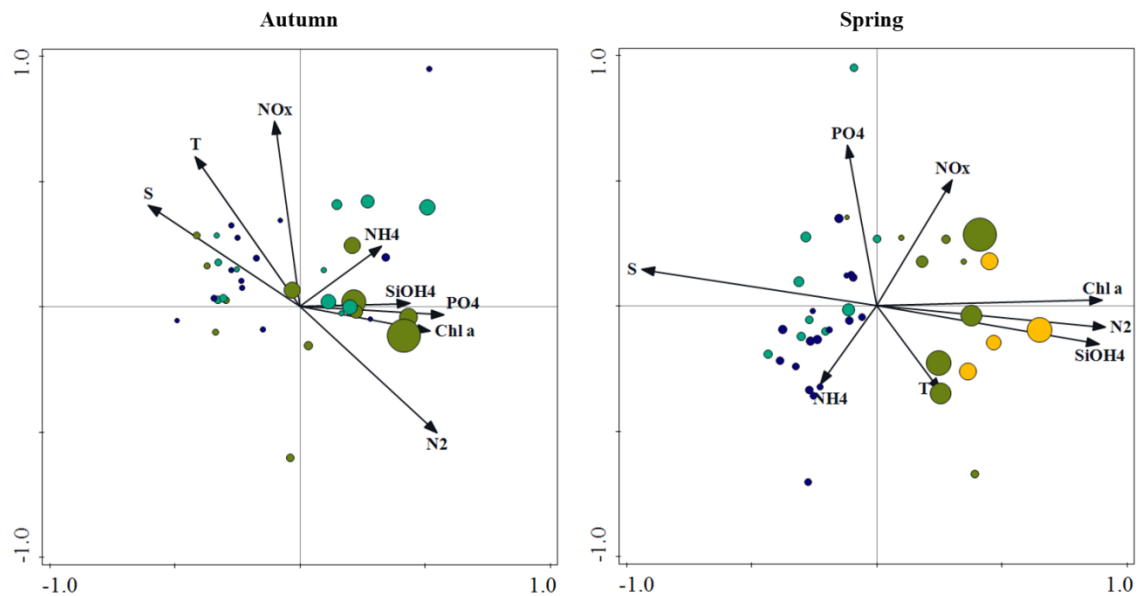 Autumn
1.0
NOx
T
S
NH4
SiOH4
PO4
Chl a
N2
-1.0
-1.0
1.0
Spring
1.0
PO4
NOx
S
Chl a
N2
SiOH4
T
NH4
-1.0
-1.0
1.0